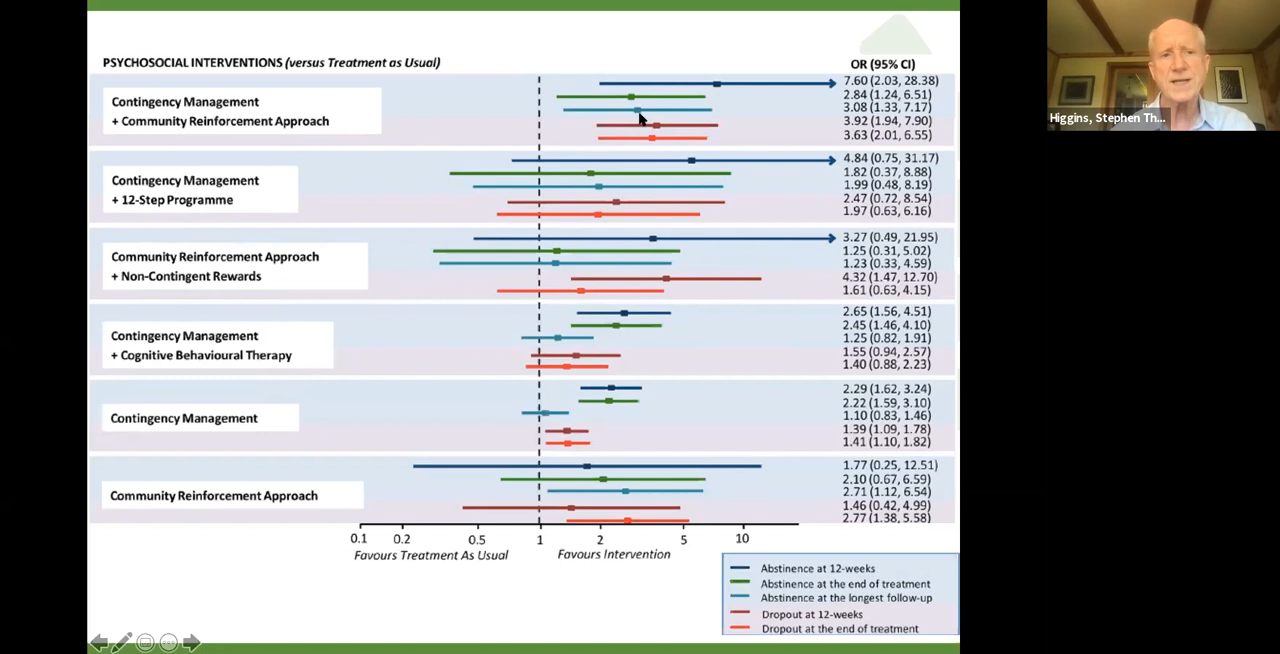 PSYCHOSOCIAL INTERVENTIONS (versus Treatment as Usual)
OR (95% CI)
Contingency Management
+ Community Reinforcement Approach
7.60 (2.03, 28.38)
2.84 (1.24, 6.51)
3.08 (1.33, 7.17)
3.92 (1.94, 7.90)
3.63 (2.01, 6.55)
Contingency Management
+ 12-Step Programme
4.84 (0.75, 31.17)
1.82 (0.37, 8.88)
1.99 (0.48, 8.19)
2.47 (0.72, 8.54)
1.97 (0.63, 6.16)
Community Reinforcement Approach
+ Non-Contingent Rewards
3.27 (0.49, 21.95)
1.25 (0.31, 5.02)
1.23 (0.33, 4.59)
4.32 (1.47, 12.70)
1.61 (0.63, 4.15)
Contingency Management
+ Cognitive Behavioural Therapy
2.65 (1.56, 4.51)
2.45 (1.46, 4.10)
1.25 (0.82, 1.91)
1.55 (0.94, 2.57)
1.40 (0.88, 2.23)
Contingency Management
2.29 (1.62, 3.24)
2.22 (1.59, 3.10)
1.10 (0.83, 1.46)
1.39 (1.09, 1.78)
1.41 (1.10, 1.82)
Community Reinforcement Approach
1.77 (0.25, 12.51)
2.10 (0.67, 6.59)
2.71 (1.12, 6.54)
1.46 (0.42, 4.99)
2.77 (1.38, 5.58)
0.1 0.2 0.5 1 2 5 10
Favours Treatment As Usual Favours Intervention
Abstinence at 12-weeks
Abstinence at the end of treatment
Abstinence at the longest follow-up
Dropout at 12-weeks
Dropout at the end of treatment
Higgins, Stephen Th...